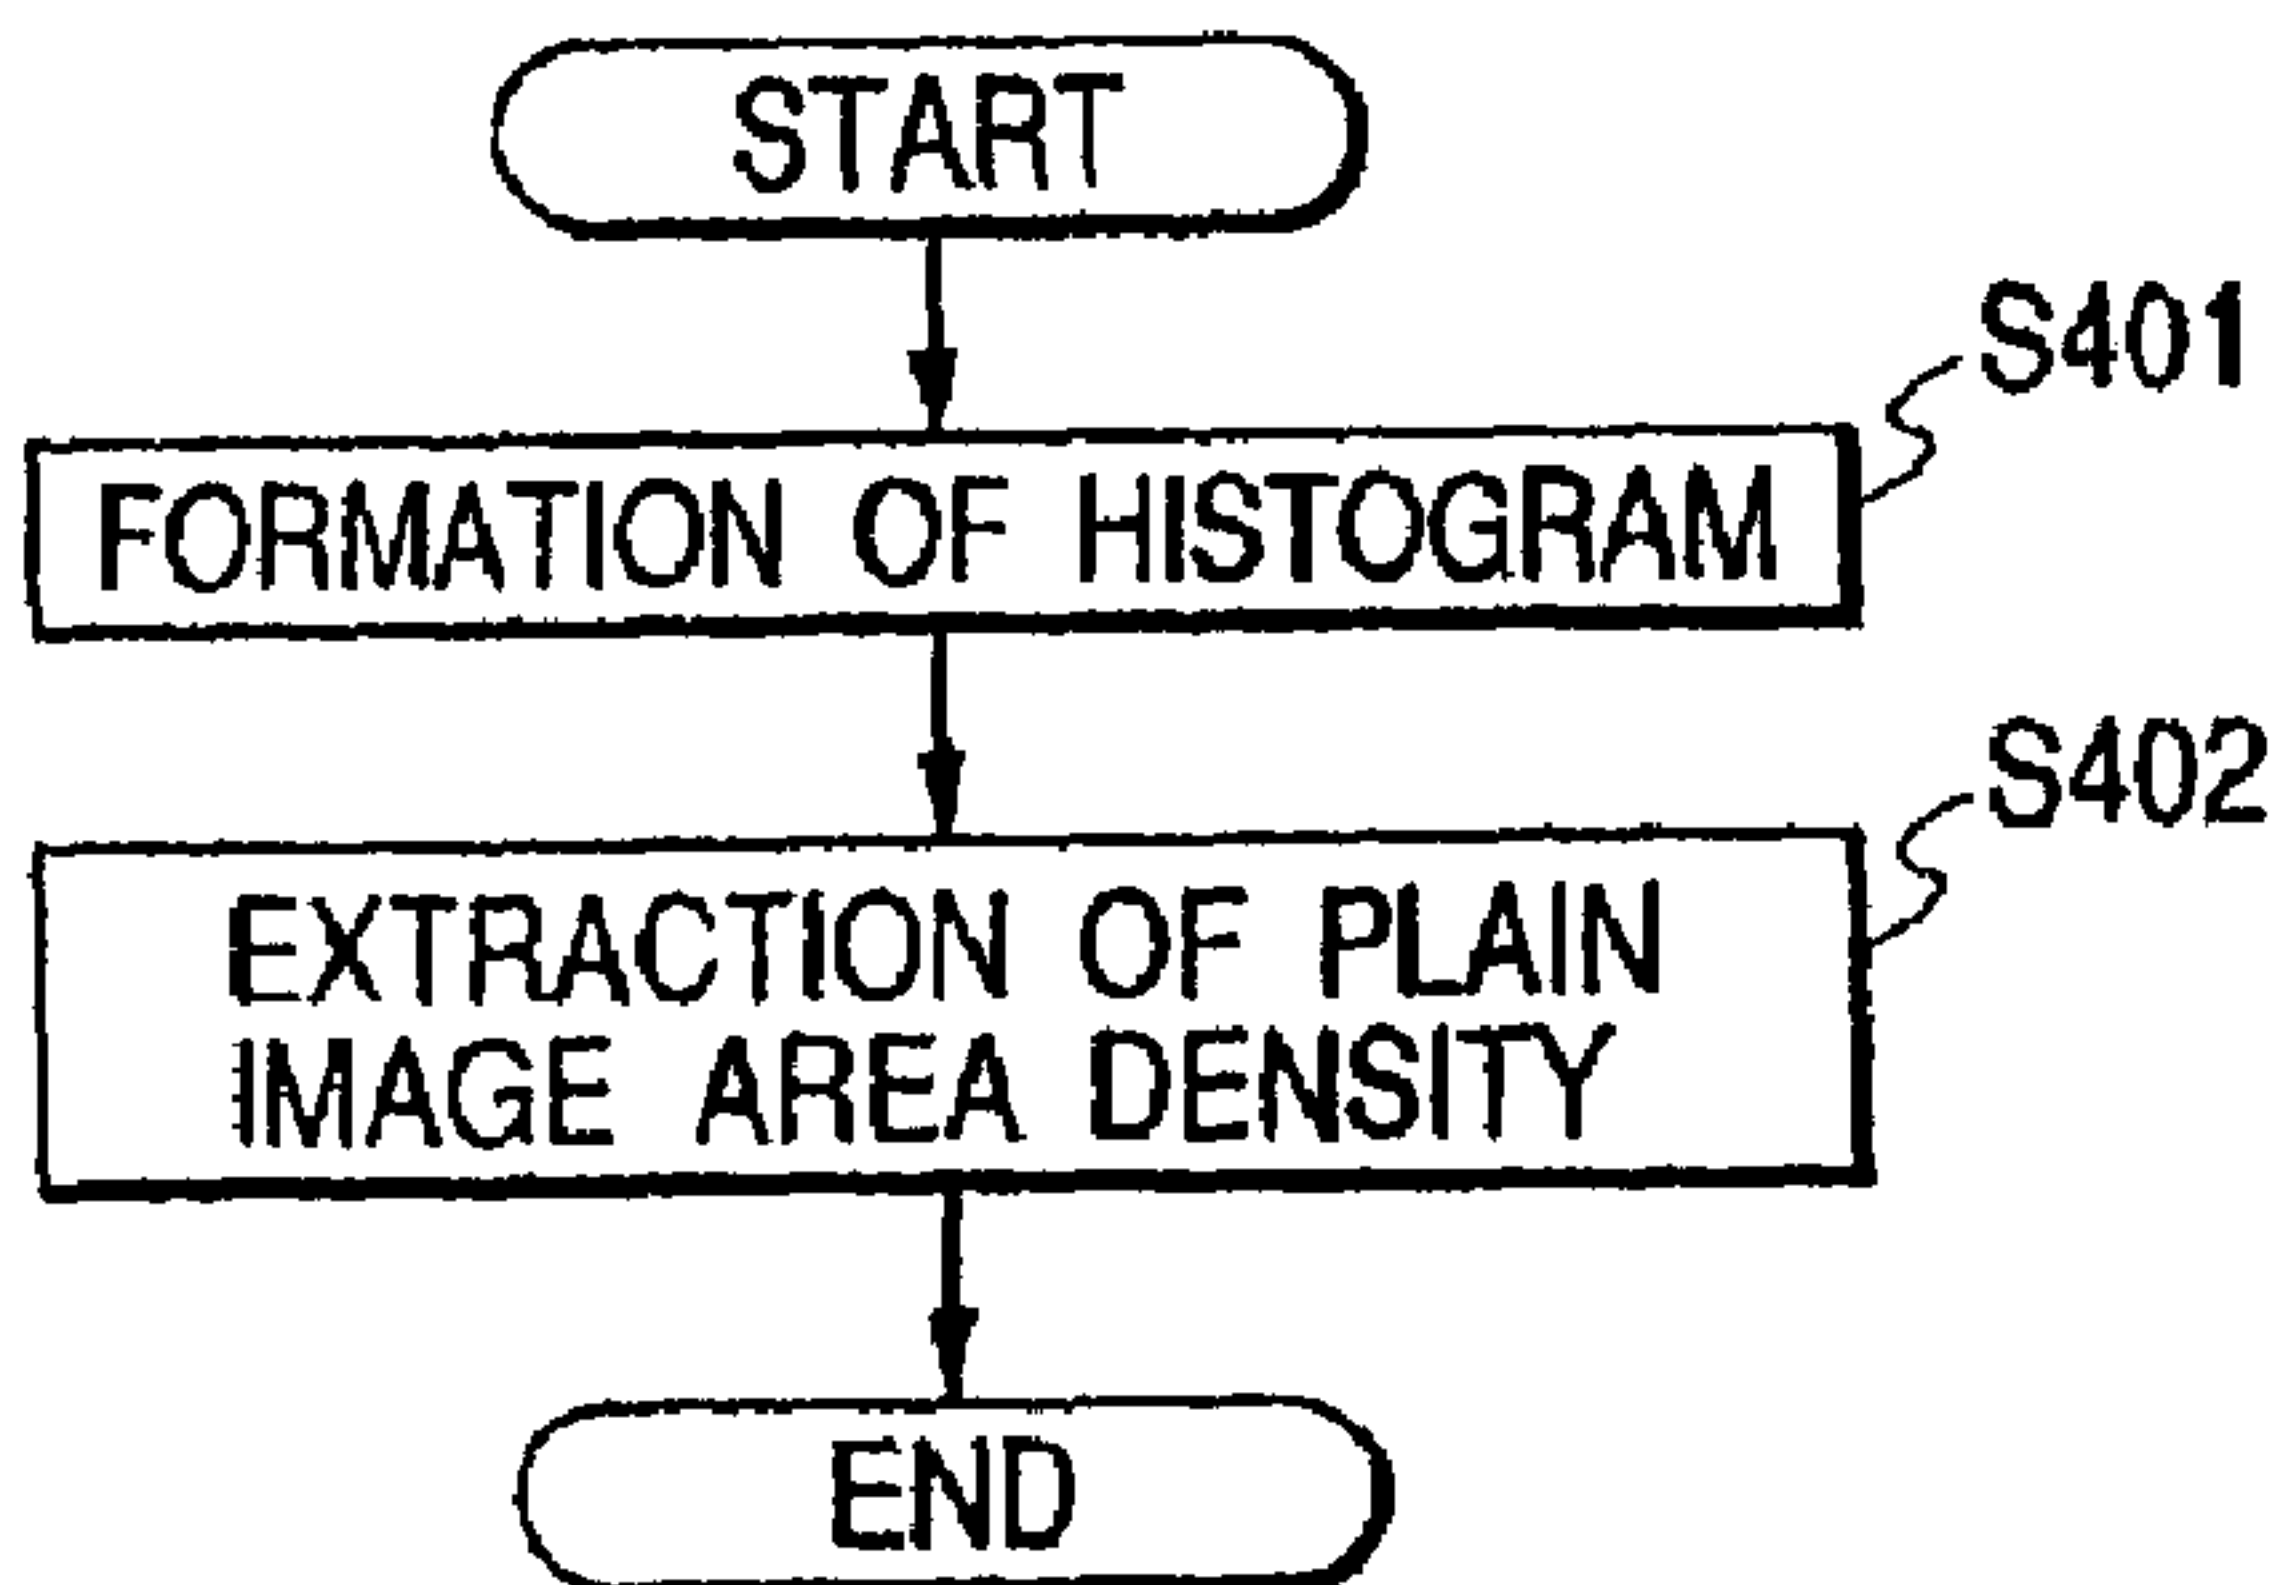 START
S401
FORMATION OF HISTOGRAM
S402
EXTRACTION OF PLAIN
IMAGE AREA DENSITY
END